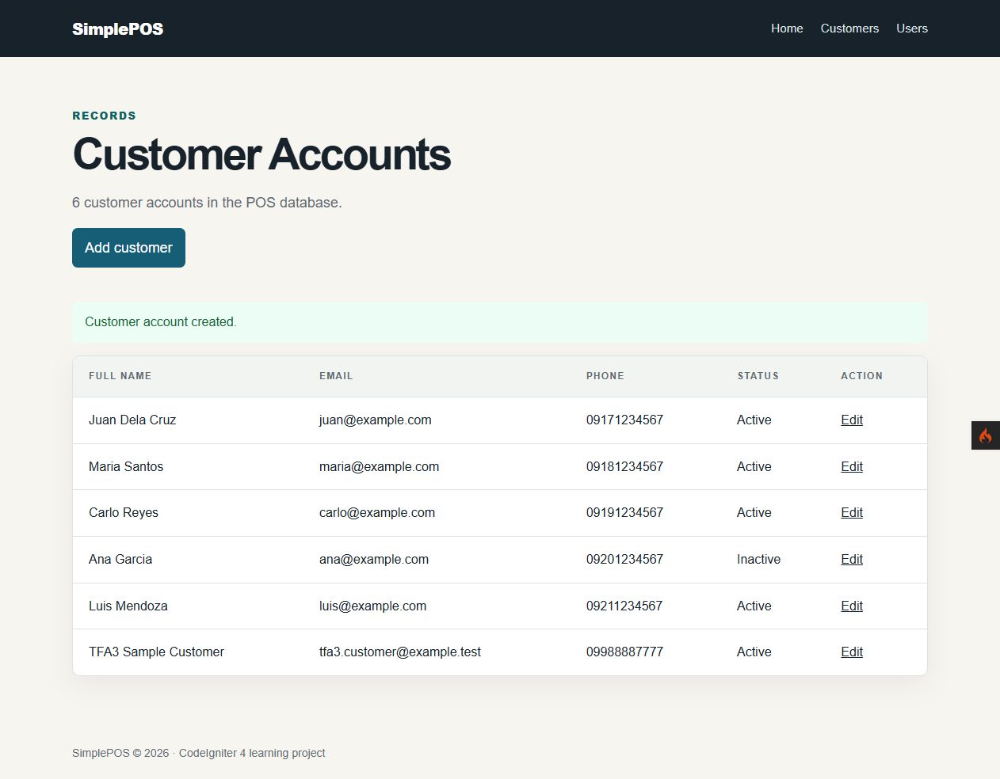 SimplePOS Home Customers Users
RECORDS
Customer Accounts
6 customer accounts in the POS database.
Add customer
Customer account created.
FULL NAME EMAIL PHONE STATUS ACTION
Juan Dela Cruz juan@example.com 09171234567 Active Edit
Maria Santos maria@example.com 09181234567 Active Edit
Carlo Reyes carlo@example.com 09191234567 Active Edit
Ana Garcia ana@example.com 09201234567 Inactive Edit
Luis Mendoza luis@example.com 09211234567 Active Edit
TFA3 Sample Customer tfa3.customer@example.test 09988887777 Active Edit
SimplePOS © 2026 · CodeIgniter 4 learning project